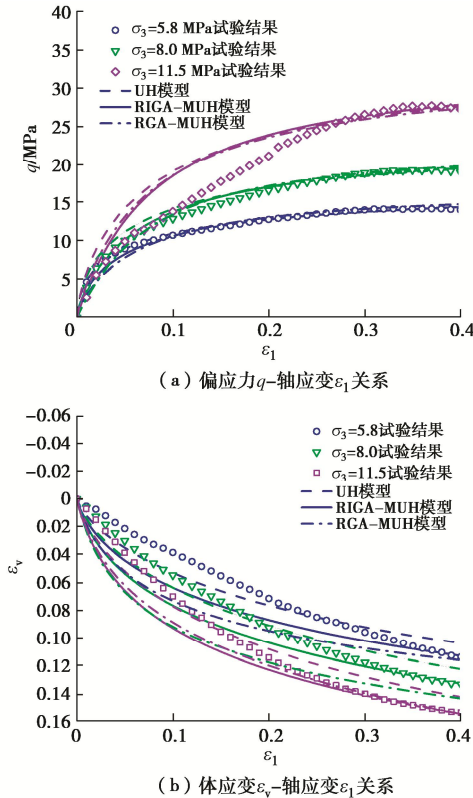 40
35
30
25
20
15
10
5
0
0.1
0.2
0.3
0.4
q/MPa
ε₁
σ₃=5.8 MPa试验结果
σ₃=8.0 MPa试验结果
σ₃=11.5 MPa试验结果
UH模型
RIGA-MUH模型
RGA-MUH模型
（a）偏应力q-轴应变ε₁关系
-0.06
-0.04
-0.02
0
0.02
0.04
0.06
0.08
0.10
0.12
0.14
0.16
0
0.1
0.2
0.3
0.4
εᵥ
ε₁
σ₃=5.8试验结果
σ₃=8.0试验结果
σ₃=11.5试验结果
UH模型
RIGA-MUH模型
RGA-MUH模型
（b）体应变εᵥ-轴应变ε₁关系